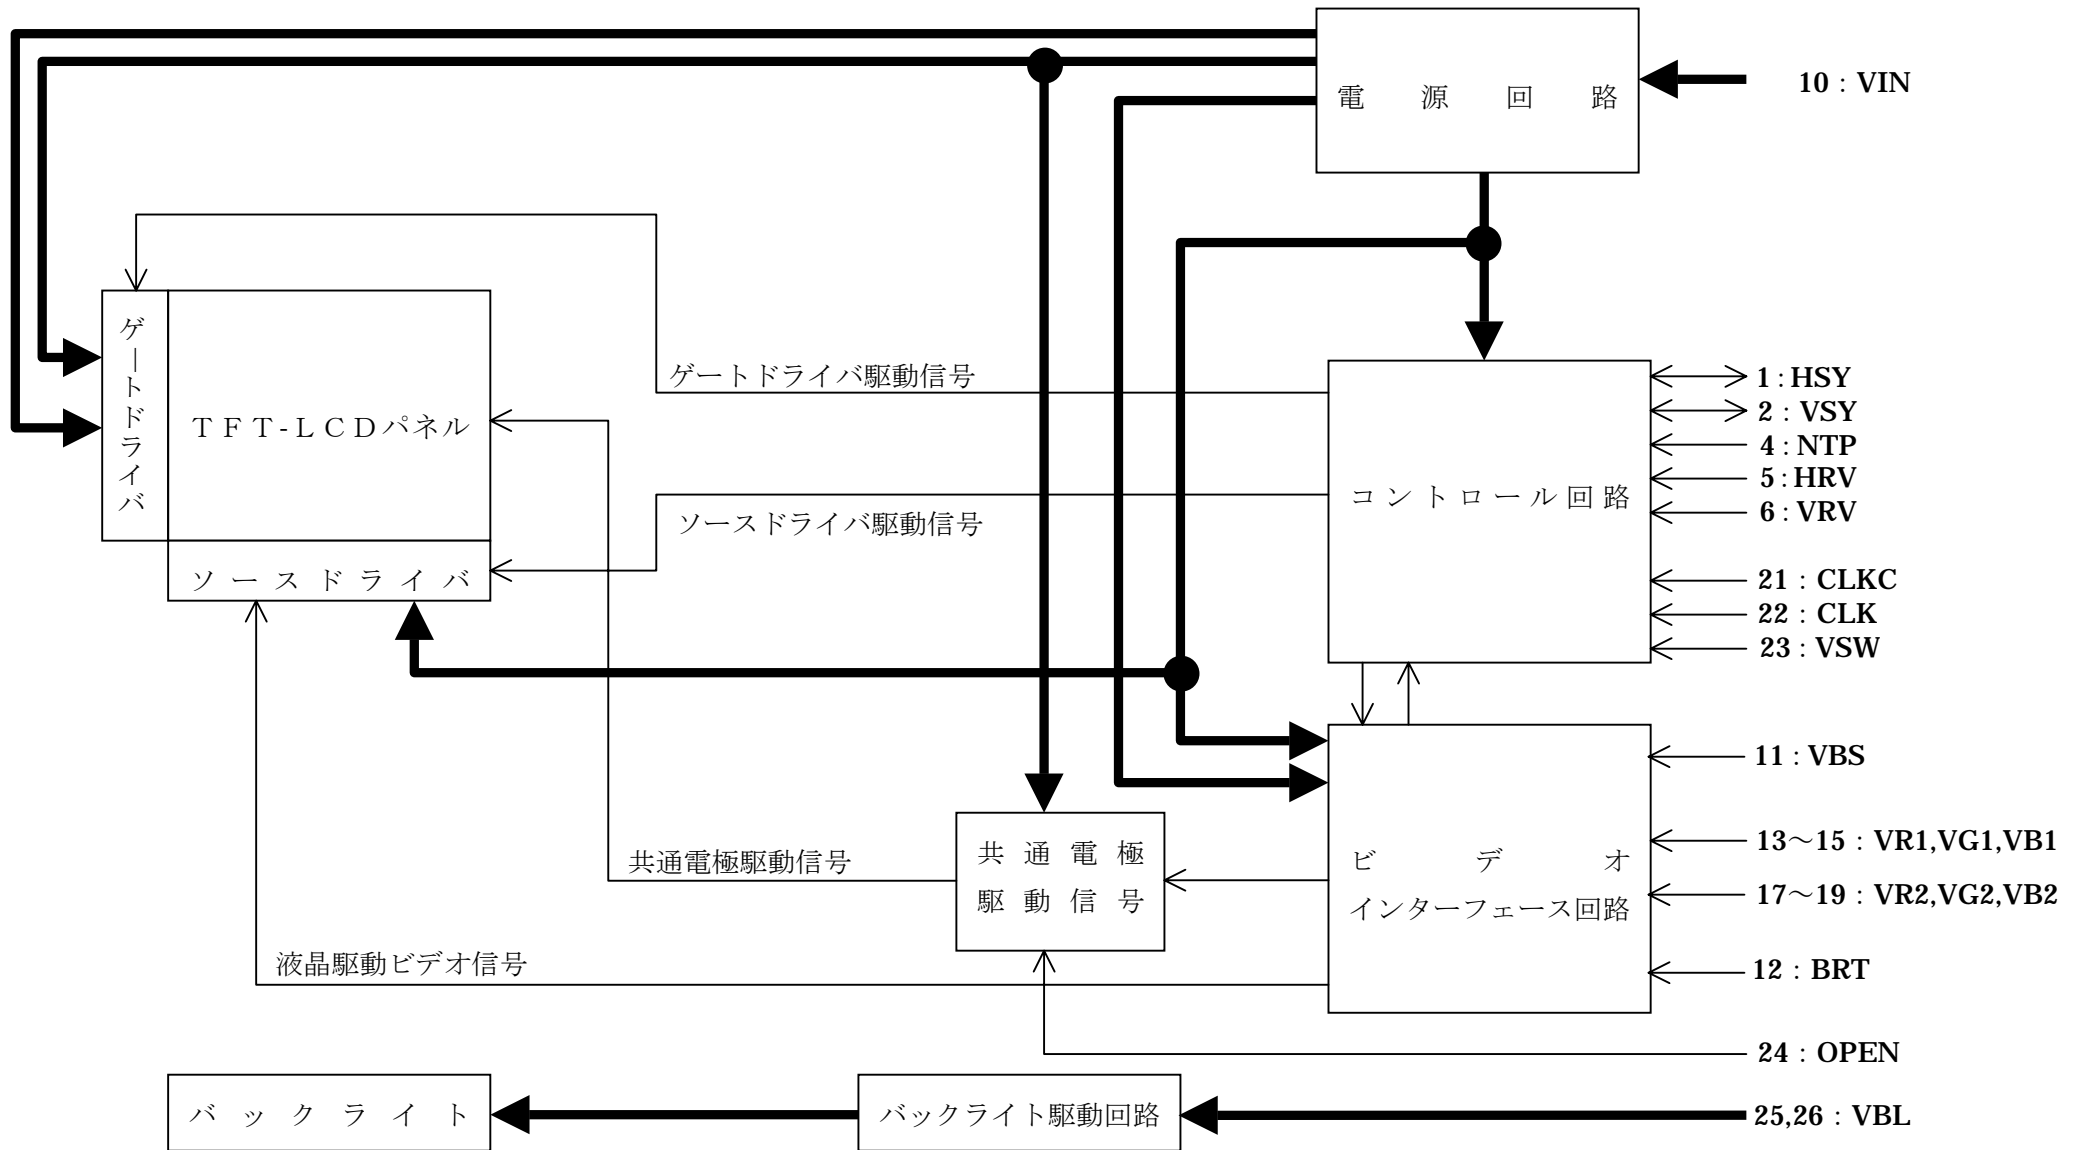 電源回路
10 : VIN
ゲートドライバ
TFT-LCDパネル
ソースドライバ
ゲートドライバ駆動信号
ソースドライバ駆動信号
コントロール回路
1 : HSY
2 : VSY
4 : NTP
5 : HRV
6 : VRV
21 : CLKC
22 : CLK
23 : VSW
11 : VBS
13～15 : VR1,VG1,VB1
17～19 : VR2,VG2,VB2
12 : BRT
ビデオ
インターフェース回路
共通電極
駆動信号
共通電極駆動信号
液晶駆動ビデオ信号
24 : OPEN
バックライト
バックライト駆動回路
25,26 : VBL